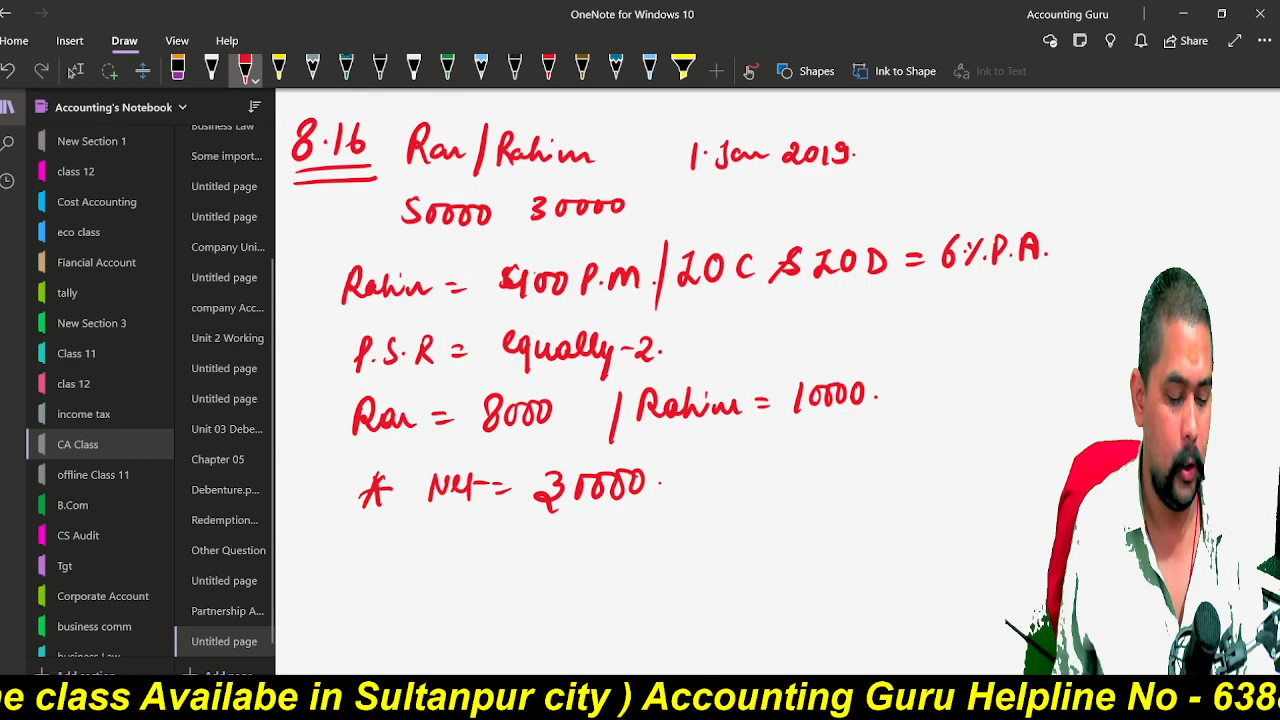 OneNote for Windows 10
Accounting Guru
Home Insert Draw View Help
Share
Shapes Ink to Shape Ink to Text
Accounting's Notebook
New Section 1
class 12
Cost Accounting
eco class
Fiancial Account
tally
New Section 3
Class 11
clas 12
income tax
CA Class
offline Class 11
B.Com
CS Audit
Tgt
Corporate Account
business comm
business Law
Business Law
Some import...
Untitled page
Untitled page
Company Uni...
Untitled page
company Acc...
Unit 2 Working
Untitled page
Untitled page
Unit 03 Debe...
Chapter 05
Debenture.p...
Redemption...
Other Question
Untitled page
Partnership A...
Untitled page
8.16 Ram/Rahim 1. Jan 2019.
50000 30000
Rahim = 400 P.M. / IOC & IOD = 6%.P.A.
P.S.R = equally-2.
Ram = 8000 / Rahim = 10000.
* Net = 30000.
ne class Availabe in Sultanpur city ) Accounting Guru Helpline No - 638